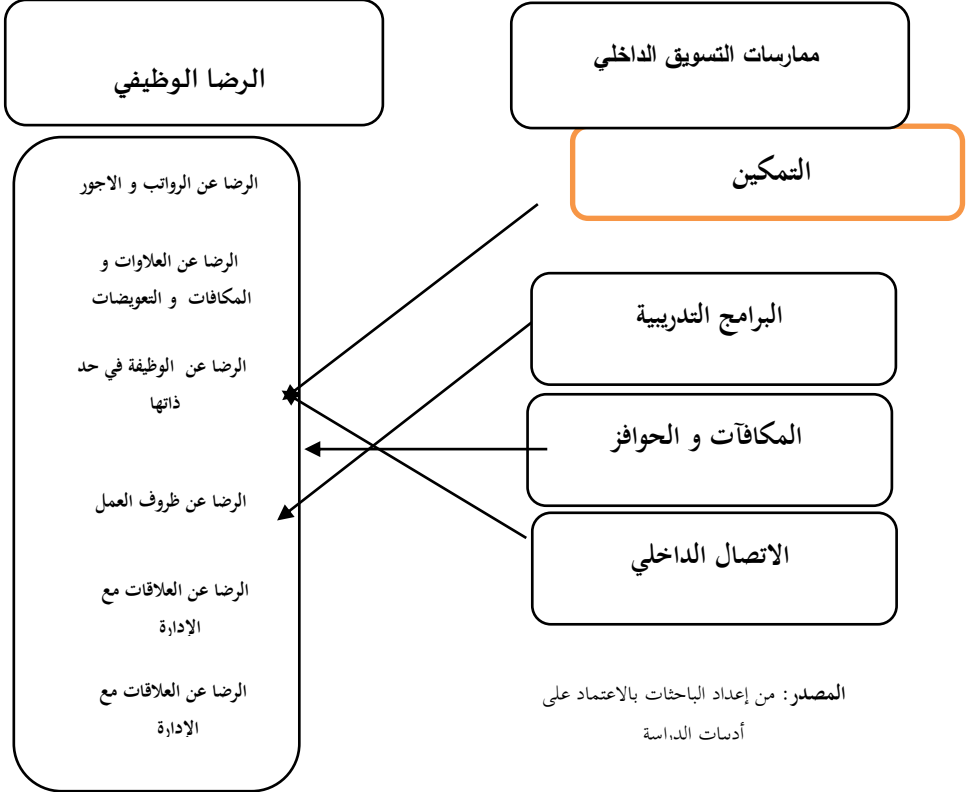 ممارسات التسويق الداخلي
التمكين
البرامج التدريبية
المكافآت و الحوافز
الاتصال الداخلي
الرضا الوظيفي
الرضا عن الرواتب و الاجور
الرضا عن العلاوات و
المكافات و التعويضات
الرضا عن الوظيفة في حد
ذاتها
الرضا عن ظروف العمل
الرضا عن العلاقات مع
الإدارة
الرضا عن العلاقات مع
الإدارة
المصدر: من إعداد الباحثات بالاعتماد على
أدبيات الدراسة